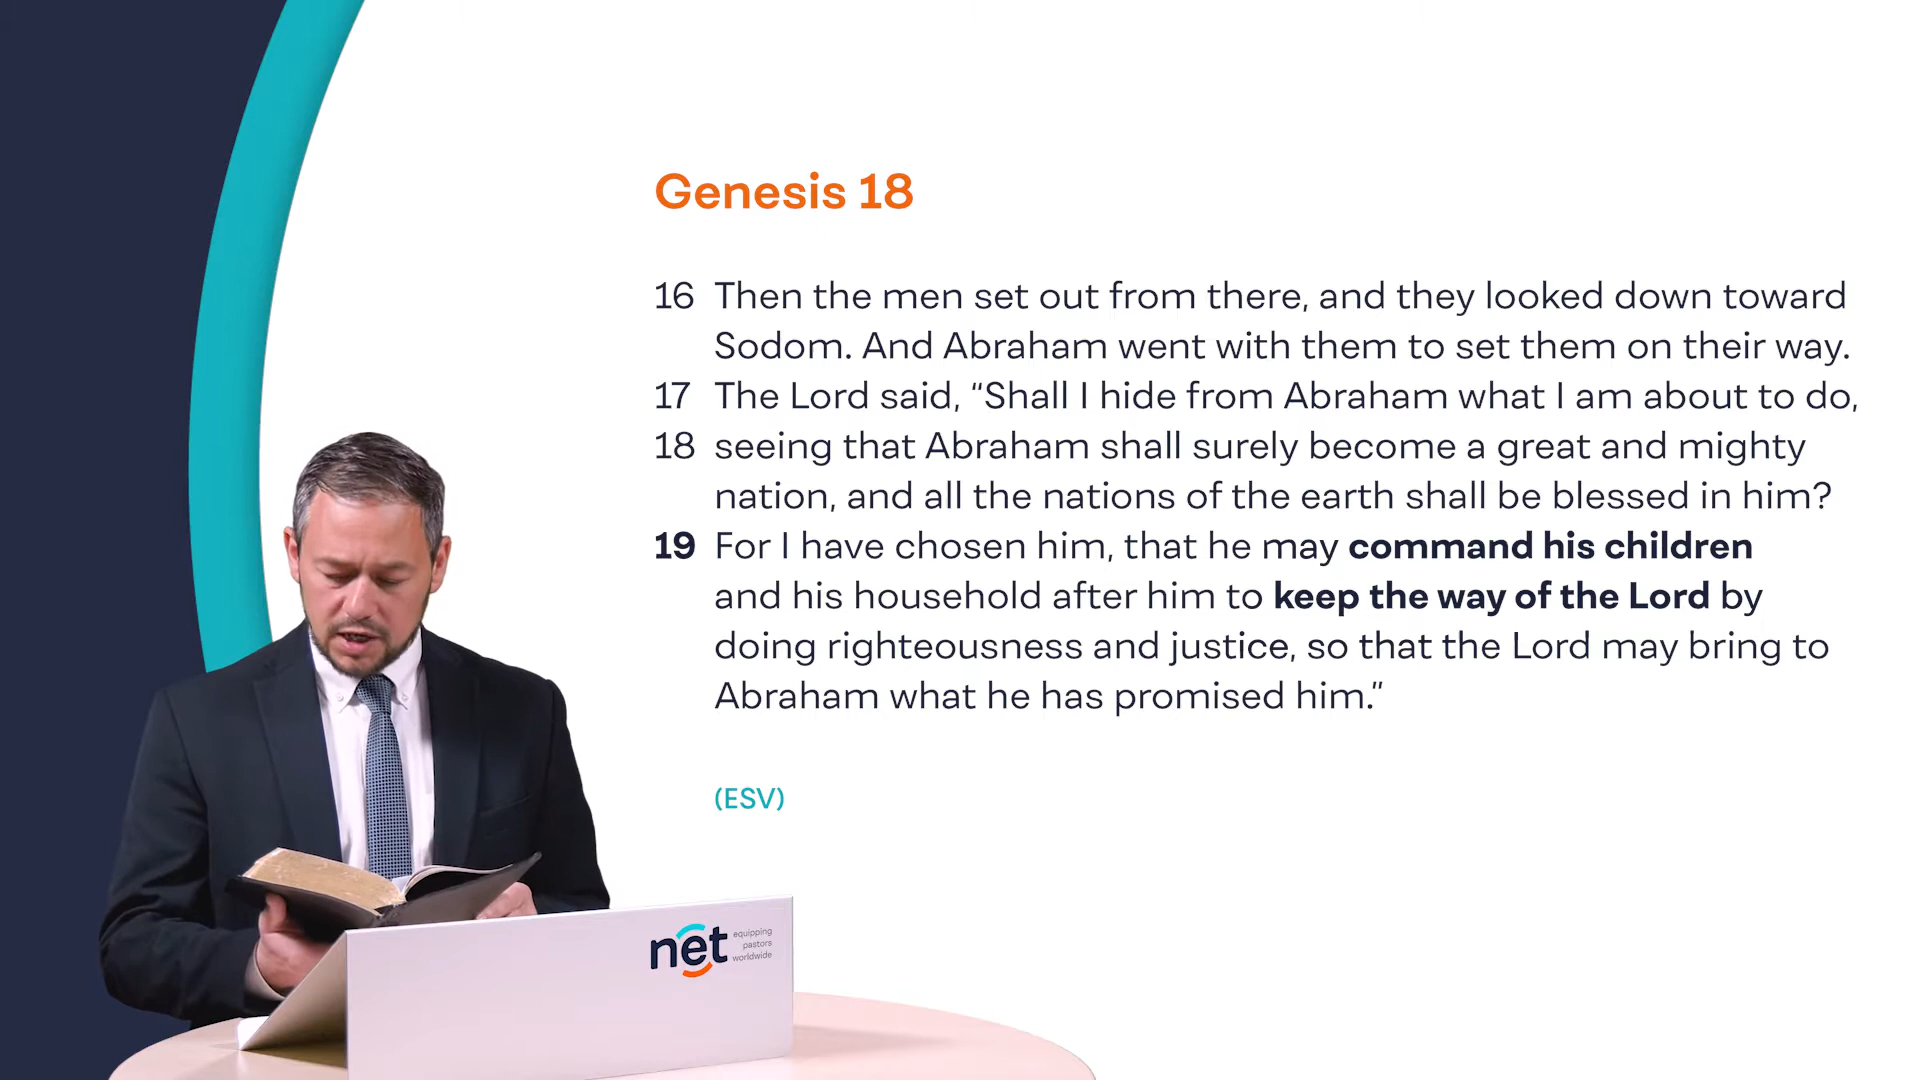 Genesis 18
16 Then the men set out from there, and they looked down toward
Sodom. And Abraham went with them to set them on their way.
17 The Lord said, “Shall I hide from Abraham what I am about to do,
18 seeing that Abraham shall surely become a great and mighty
nation, and all the nations of the earth shall be blessed in him?
19 For I have chosen him, that he may command his children
and his household after him to keep the way of the Lord by
doing righteousness and justice, so that the Lord may bring to
Abraham what he has promised him.”
(ESV)
net
equipping
pastors
worldwide